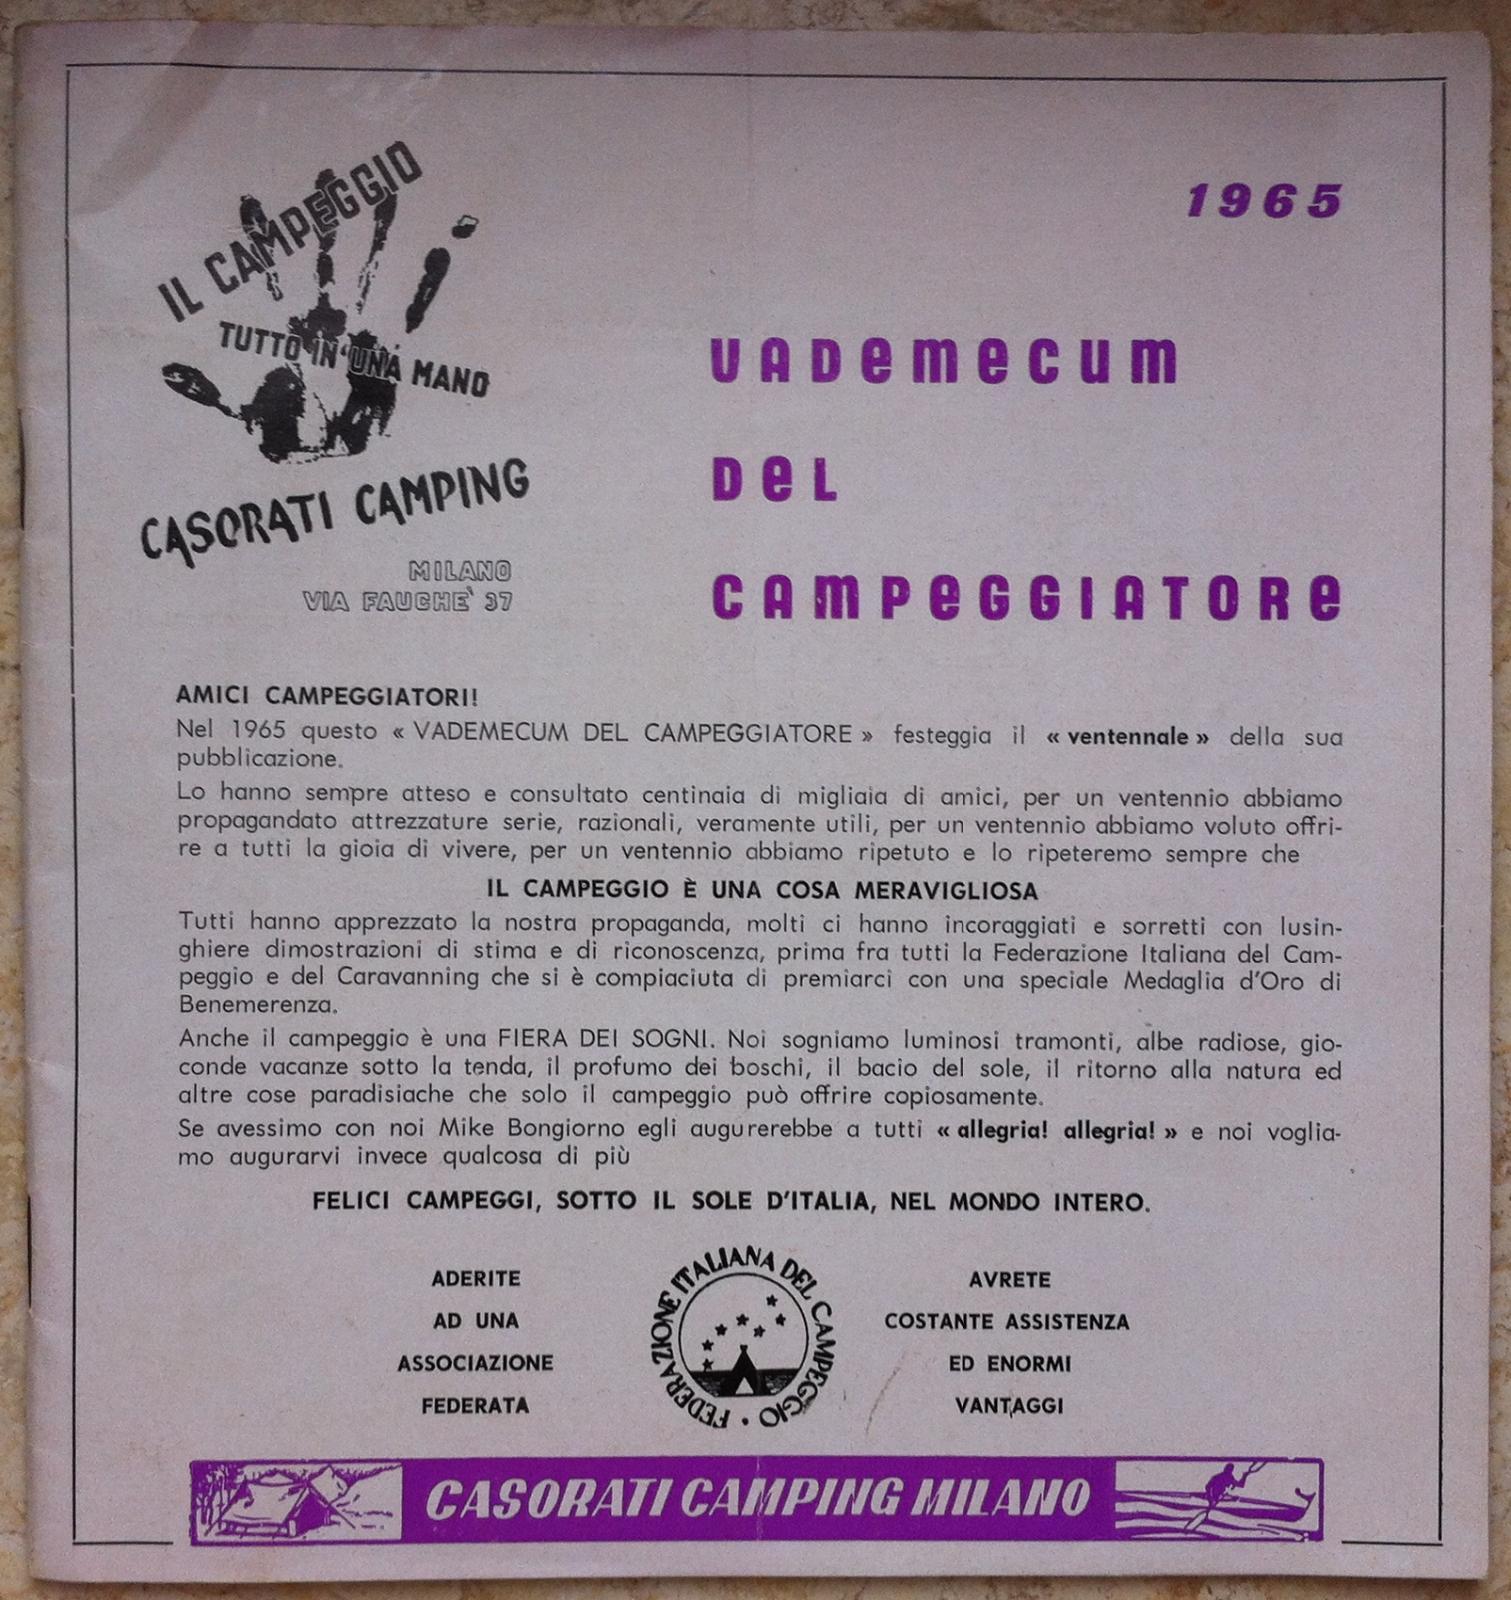 IL CAMPEGGIO
TUTTO IN UNA MANO
CASORATI CAMPING
MILANO
VIA FAUCHE' 37
1965
VADEMECUM
DEL
CAMPEGGIATORE
AMICI CAMPEGGIATORI!
Nel 1965 questo « VADEMECUM DEL CAMPEGGIATORE » festeggia il « ventennale » della sua
pubblicazione.
Lo hanno sempre atteso e consultato centinaia di migliaia di amici, per un ventennio abbiamo
propagandato attrezzature serie, razionali, veramente utili, per un ventennio abbiamo voluto offri-
re a tutti la gioia di vivere, per un ventennio abbiamo ripetuto e lo ripeteremo sempre che
IL CAMPEGGIO È UNA COSA MERAVIGLIOSA
Tutti hanno apprezzato la nostra propaganda, molti ci hanno incoraggiati e sorretti con lusin-
ghiere dimostrazioni di stima e di riconoscenza, prima fra tutti la Federazione Italiana del Cam-
peggio e del Caravanning che si è compiaciuta di premiarci con una speciale Medaglia d'Oro di
Benemerenza.
Anche il campeggio è una FIERA DEI SOGNI. Noi sogniamo luminosi tramonti, albe radiose, gio-
conde vacanze sotto la tenda, il profumo dei boschi, il bacio del sole, il ritorno alla natura ed
altre cose paradisiache che solo il campeggio può offrire copiosamente.
Se avessimo con noi Mike Bongiorno egli augurerebbe a tutti « allegria! allegria! » e noi voglia-
mo augurarvi invece qualcosa di più
FELICI CAMPEGGI, SOTTO IL SOLE D'ITALIA, NEL MONDO INTERO.
ADERITE
AD UNA
ASSOCIAZIONE
FEDERATA
FEDERAZIONE ITALIANA DEL CAMPEGGIO •
AVRETE
COSTANTE ASSISTENZA
ED ENORMI
VANTAGGI
CASORATI CAMPING MILANO